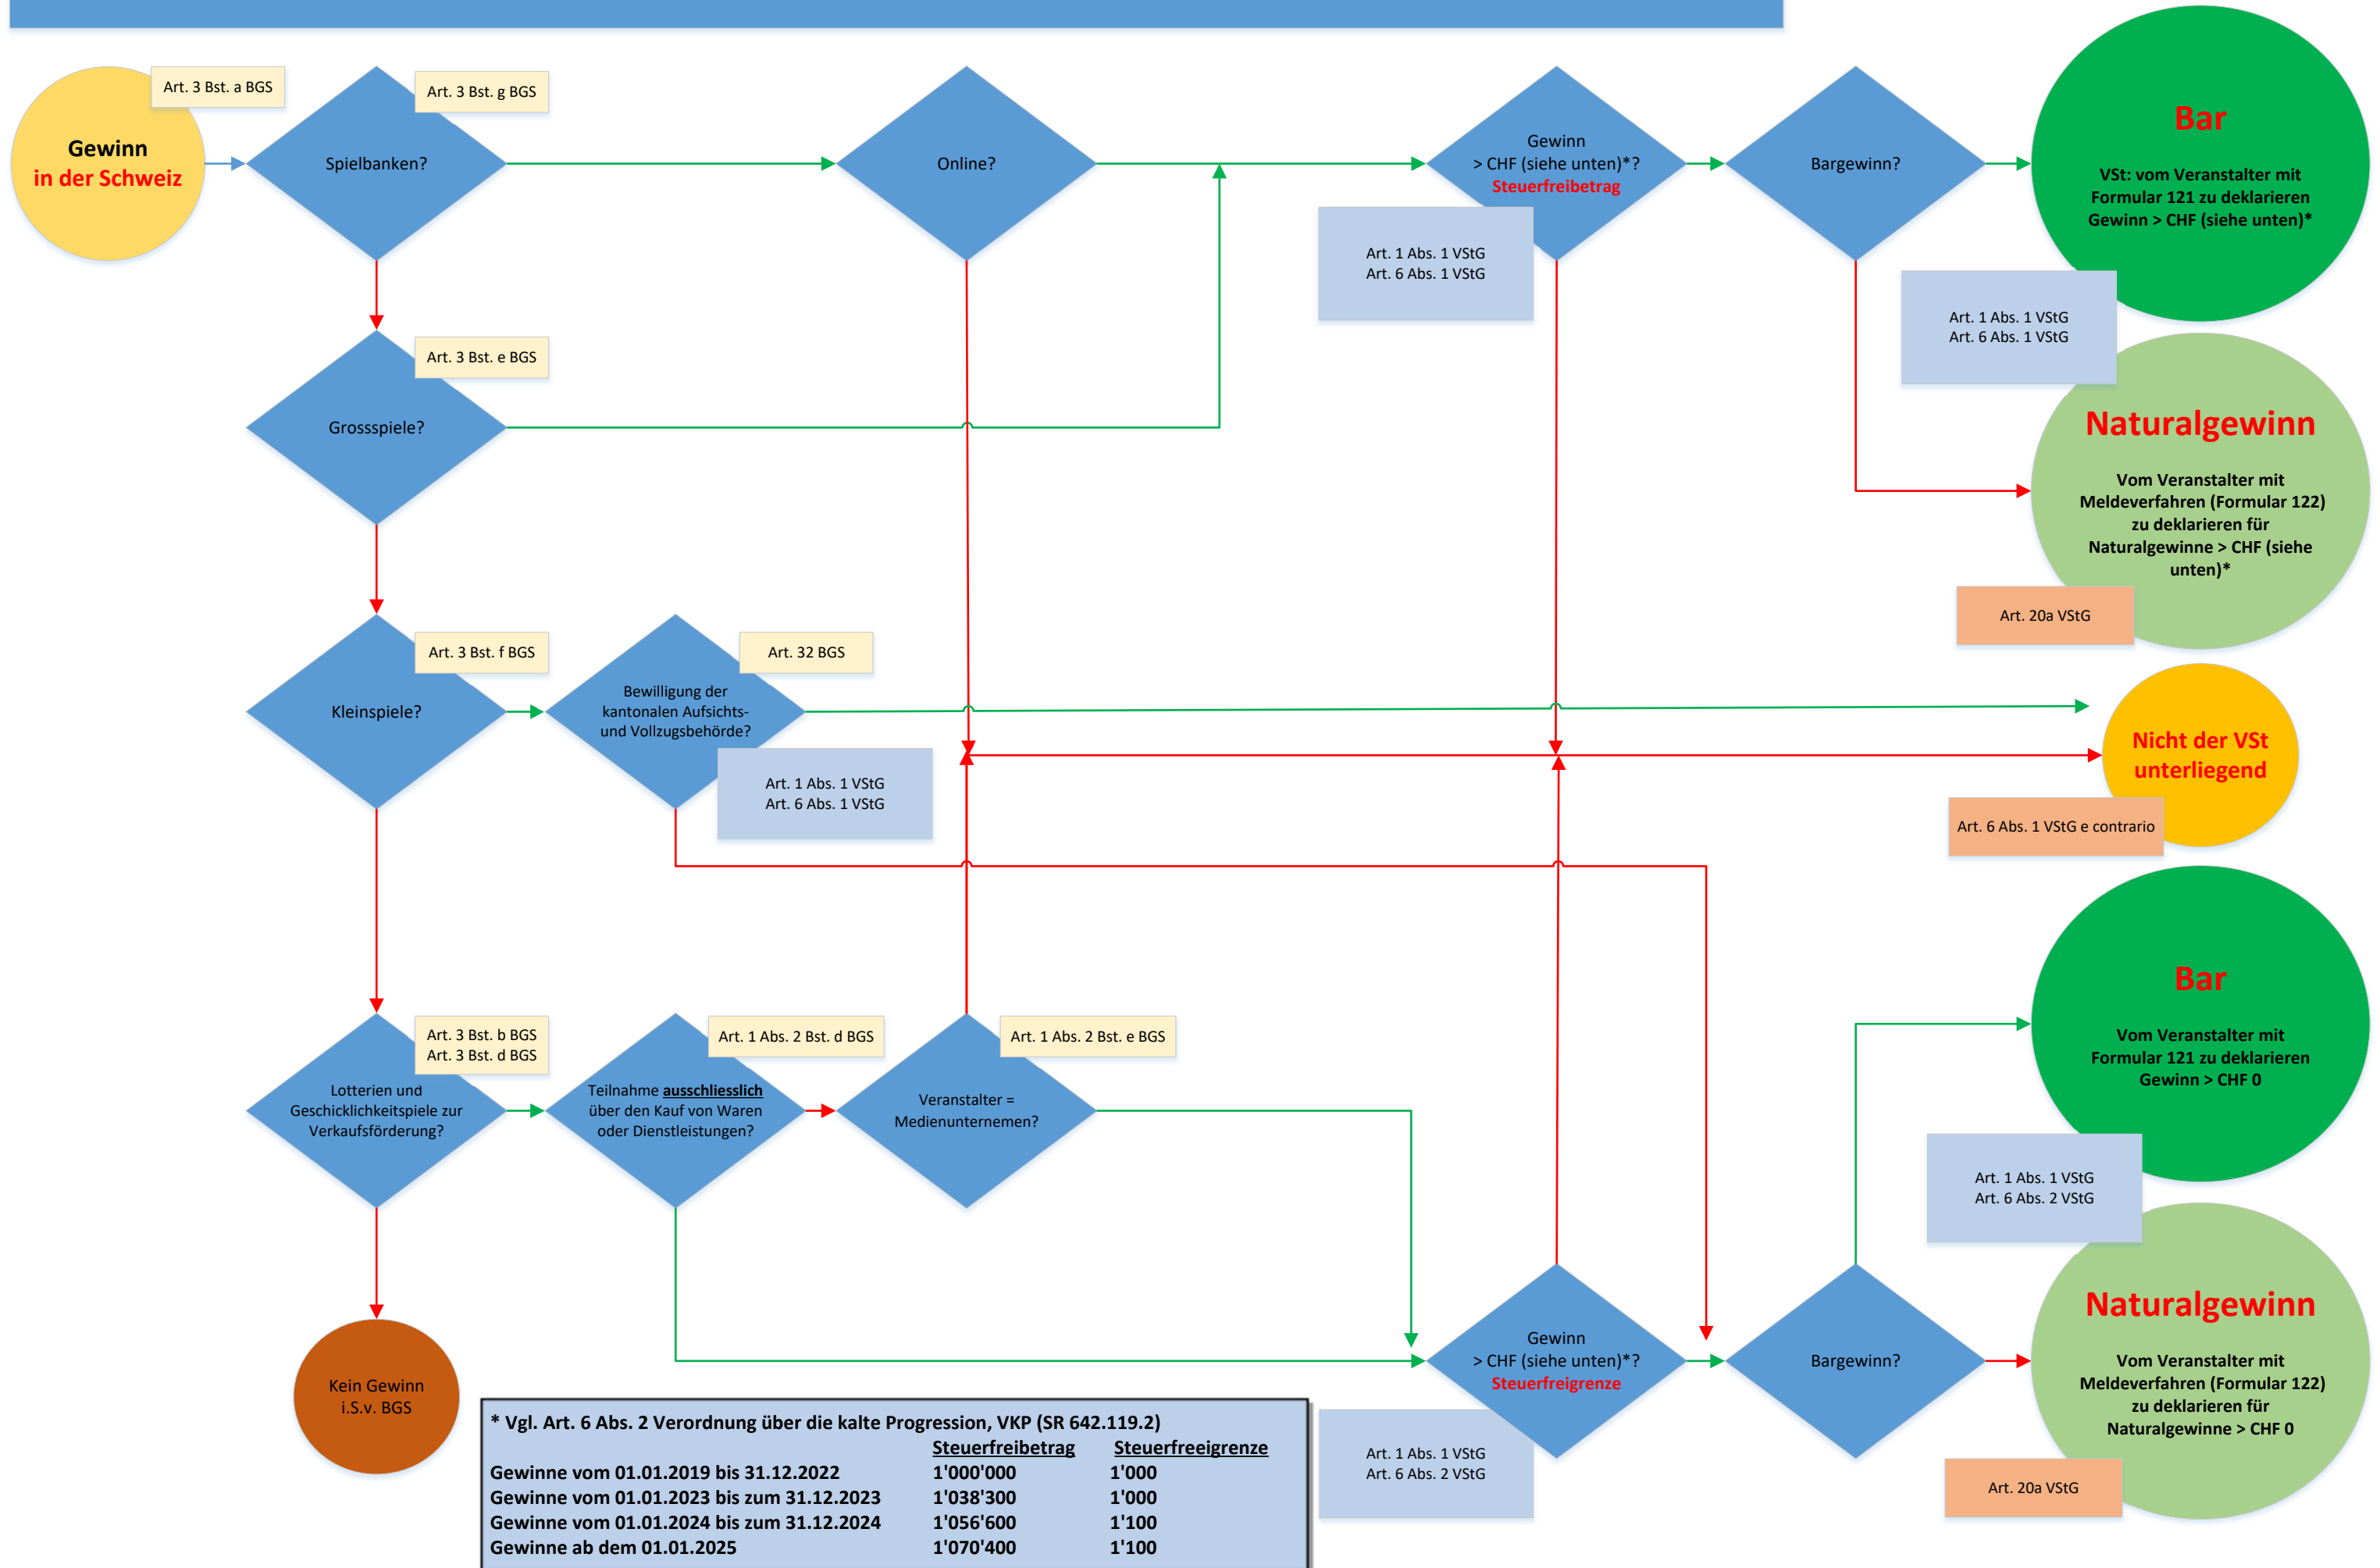 Art. 3 Bst. a BGS
Gewinn
in der Schweiz
Art. 3 Bst. g BGS
Spielbanken?
Online?
Gewinn
> CHF (siehe unten)*?
Steuerfreibetrag
Art. 1 Abs. 1 VStG
Art. 6 Abs. 1 VStG
Bargewinn?
Bar
VSt: vom Veranstalter mit
Formular 121 zu deklarieren
Gewinn > CHF (siehe unten)*
Art. 1 Abs. 1 VStG
Art. 6 Abs. 1 VStG
Art. 3 Bst. e BGS
Grossspiele?
Naturalgewinn
Vom Veranstalter mit
Meldeverfahren (Formular 122)
zu deklarieren für
Naturalgewinne > CHF (siehe
unten)*
Art. 20a VStG
Art. 3 Bst. f BGS
Kleinspiele?
Art. 32 BGS
Bewilligung der
kantonalen Aufsichts-
und Vollzugsbehörde?
Art. 1 Abs. 1 VStG
Art. 6 Abs. 1 VStG
Nicht der VSt
unterliegend
Art. 6 Abs. 1 VStG e contrario
Art. 3 Bst. b BGS
Art. 3 Bst. d BGS
Lotterien und
Geschicklichkeitspiele zur
Verkaufsförderung?
Art. 1 Abs. 2 Bst. d BGS
Teilnahme ausschliesslich
über den Kauf von Waren
oder Dienstleistungen?
Art. 1 Abs. 2 Bst. e BGS
Veranstalter =
Medienunternemen?
Bar
Vom Veranstalter mit
Formular 121 zu deklarieren
Gewinn > CHF 0
Art. 1 Abs. 1 VStG
Art. 6 Abs. 2 VStG
Kein Gewinn
i.S.v. BGS
Gewinn
> CHF (siehe unten)*?
Steuerfreigrenze
Art. 1 Abs. 1 VStG
Art. 6 Abs. 2 VStG
Bargewinn?
Naturalgewinn
Vom Veranstalter mit
Meldeverfahren (Formular 122)
zu deklarieren für
Naturalgewinne > CHF 0
Art. 20a VStG
* Vgl. Art. 6 Abs. 2 Verordnung über die kalte Progression, VKP (SR 642.119.2)
Steuerfreibetrag Steuerfreeigrenze
Gewinne vom 01.01.2019 bis 31.12.2022 1'000'000 1'000
Gewinne vom 01.01.2023 bis zum 31.12.2023 1'038'300 1'000
Gewinne vom 01.01.2024 bis zum 31.12.2024 1'056'600 1'100
Gewinne ab dem 01.01.2025 1'070'400 1'100